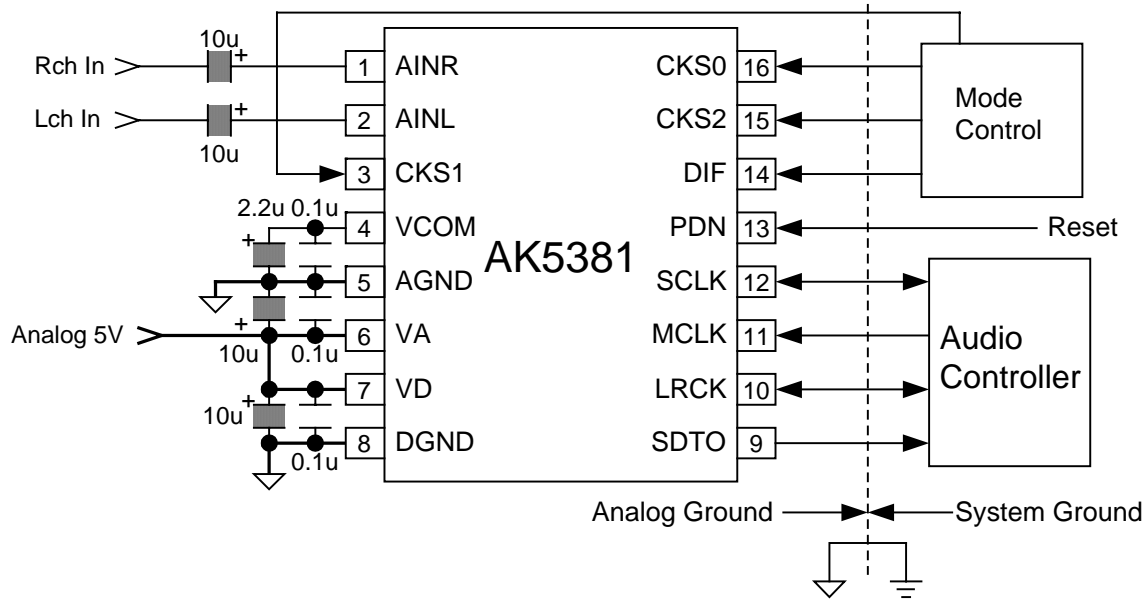 10u
+
Rch In
1 AINR
CKS0 16
Mode
Control
+
Lch In
2 AINL
CKS2 15
10u
3 CKS1
DIF 14
2.2u 0.1u
+
4 VCOM
PDN 13
Reset
AK5381
5 AGND
SCLK 12
Analog 5V
+
10u
0.1u
6 VA
MCLK 11
Audio
Controller
7 VD
LRCK 10
10u
+
8 DGND
SDTO 9
0.1u
Analog Ground
System Ground